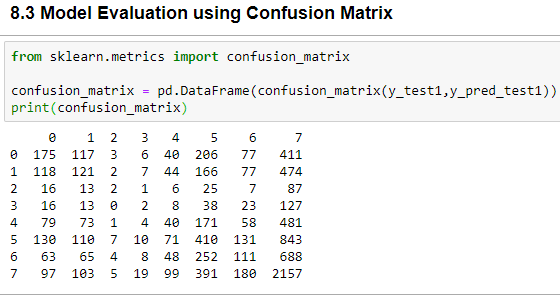 8.3 Model Evaluation using Confusion Matrix
from sklearn.metrics import confusion_matrix
confusion_matrix = pd.DataFrame(confusion_matrix(y_test1,y_pred_test1))
print(confusion_matrix)
0 1 2 3 4 5 6 7
0 175 117 3 6 40 206 77 411
1 118 121 2 7 44 166 77 474
2 16 13 2 1 6 25 7 87
3 16 13 0 2 8 38 23 127
4 79 73 1 4 40 171 58 481
5 130 110 7 10 71 410 131 843
6 63 65 4 8 48 252 111 688
7 97 103 5 19 99 391 180 2157